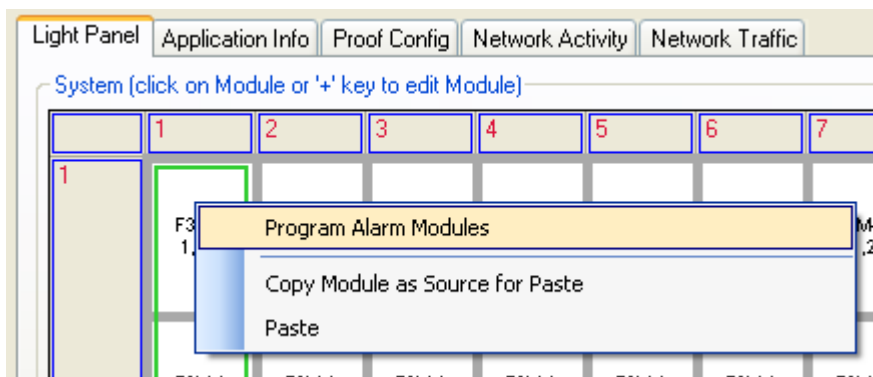 Light Panel Application Info Proof Config Network Activity Network Traffic
System (click on Module or '+' key to edit Module)
1 2 3 4 5 6 7
1
Program Alarm Modules
Copy Module as Source for Paste
Paste